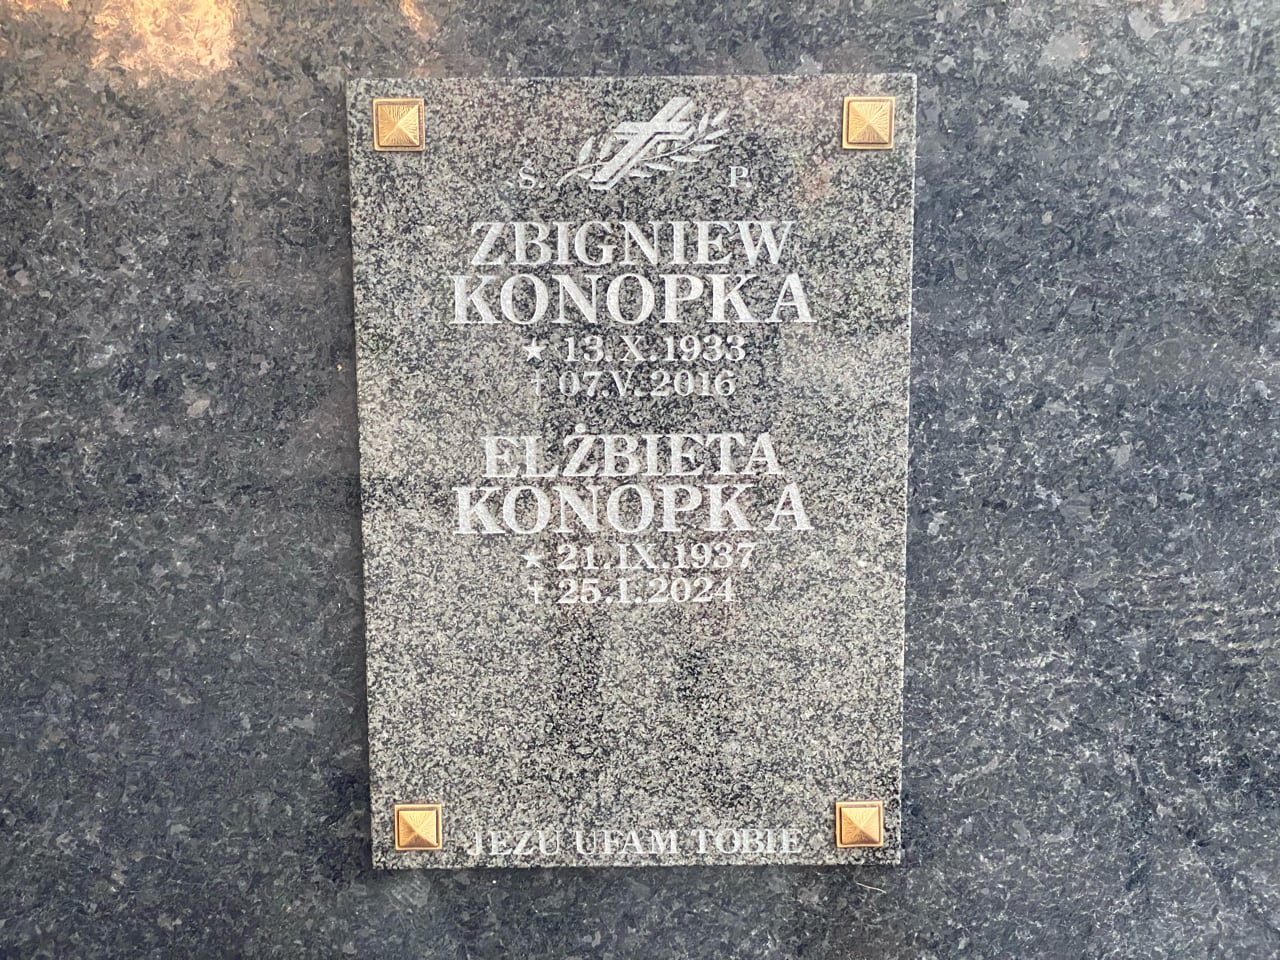 Ś. P.
ZBIGNIEW
KONOPKA
★ 13.X.1933
† 07.V.2016
ELŻBIETA
KONOPKA
★ 21.IX.1937
† 25.I.2024
JEZU UFAM TOBIE